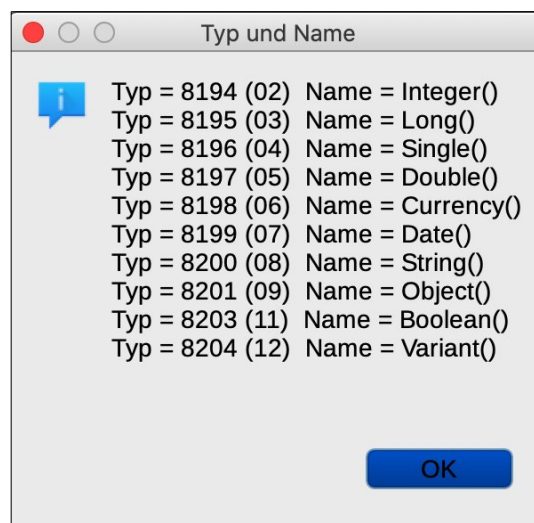 Typ und Name
Typ = 8194 (02)  Name = Integer()
Typ = 8195 (03)  Name = Long()
Typ = 8196 (04)  Name = Single()
Typ = 8197 (05)  Name = Double()
Typ = 8198 (06)  Name = Currency()
Typ = 8199 (07)  Name = Date()
Typ = 8200 (08)  Name = String()
Typ = 8201 (09)  Name = Object()
Typ = 8203 (11)  Name = Boolean()
Typ = 8204 (12)  Name = Variant()
OK